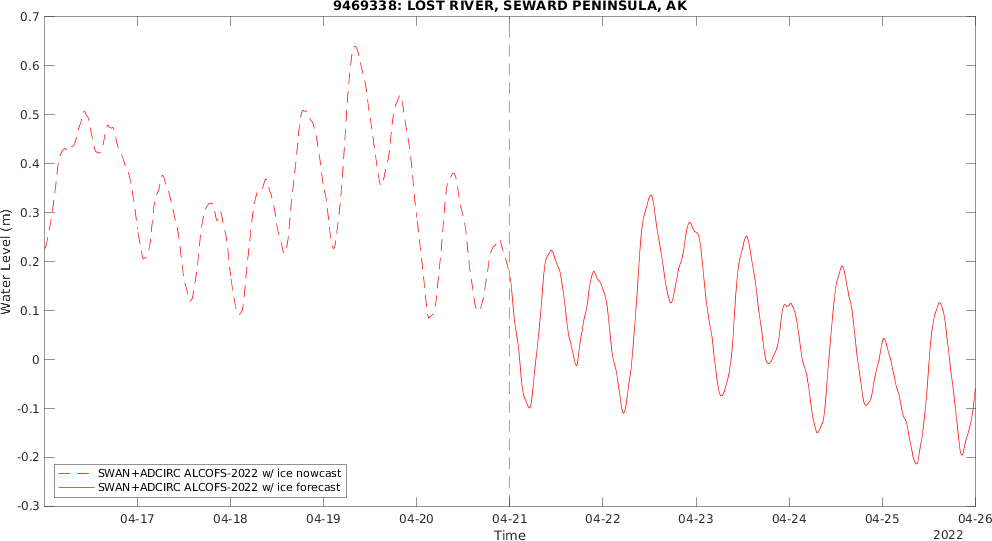 9469338: LOST RIVER, SEWARD PENINSULA, AK
0.7
0.6
0.5
0.4
0.3
0.2
0.1
0
-0.1
-0.2
-0.3
Water Level (m)
SWAN+ADCIRC ALCOFS-2022 w/ ice nowcast
SWAN+ADCIRC ALCOFS-2022 w/ ice forecast
04-17 04-18 04-19 04-20 04-21 04-22 04-23 04-24 04-25 04-26
Time
2022